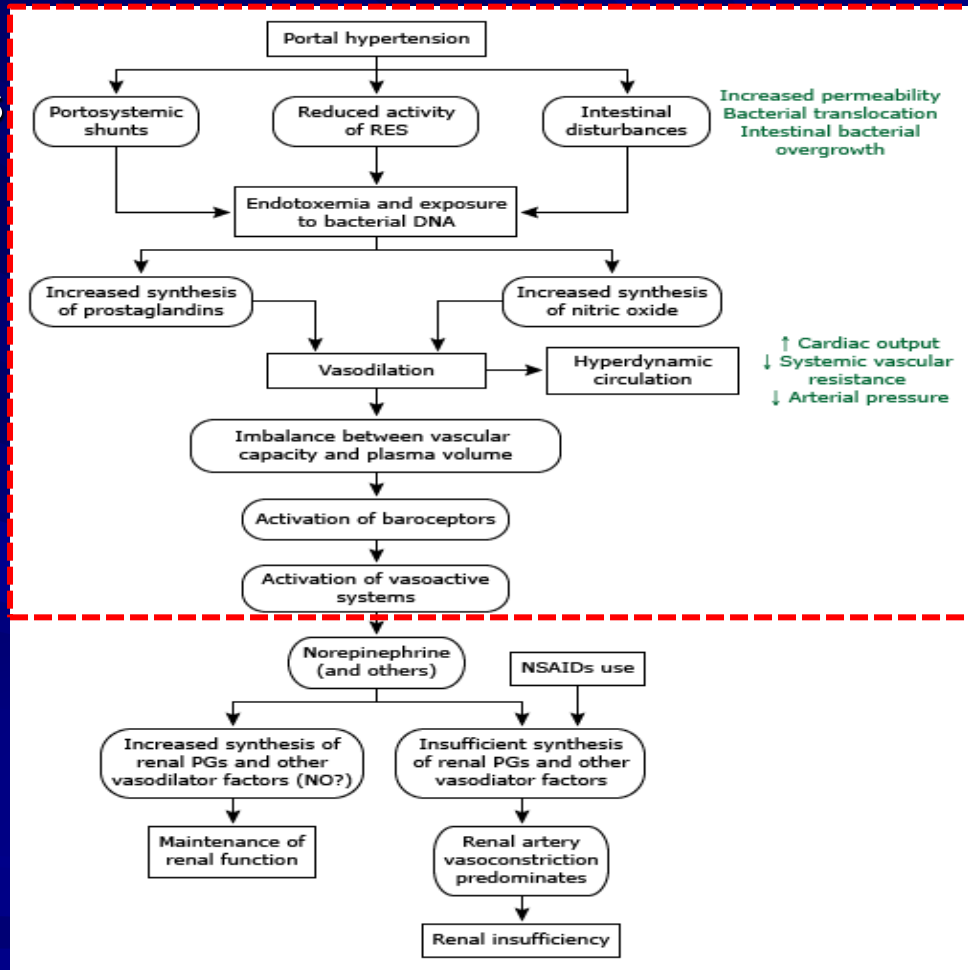 Portal hypertension
Portosystemic
shunts
Reduced activity
of RES
Intestinal
disturbances
Increased permeability
Bacterial translocation
Intestinal bacterial
overgrowth
Endotoxemia and exposure
to bacterial DNA
Increased synthesis
of prostaglandins
Increased synthesis
of nitric oxide
Vasodilation
Hyperdynamic
circulation
↑ Cardiac output
↓ Systemic vascular
resistance
↓ Arterial pressure
Imbalance between vascular
capacity and plasma volume
Activation of baroceptors
Activation of vasoactive
systems
Norepinephrine
(and others)
NSAIDs use
Increased synthesis of
renal PGs and other
vasodilator factors (NO?)
Insufficient synthesis
of renal PGs and other
vasodiator factors
Maintenance of
renal function
Renal artery
vasoconstriction
predominates
Renal insufficiency